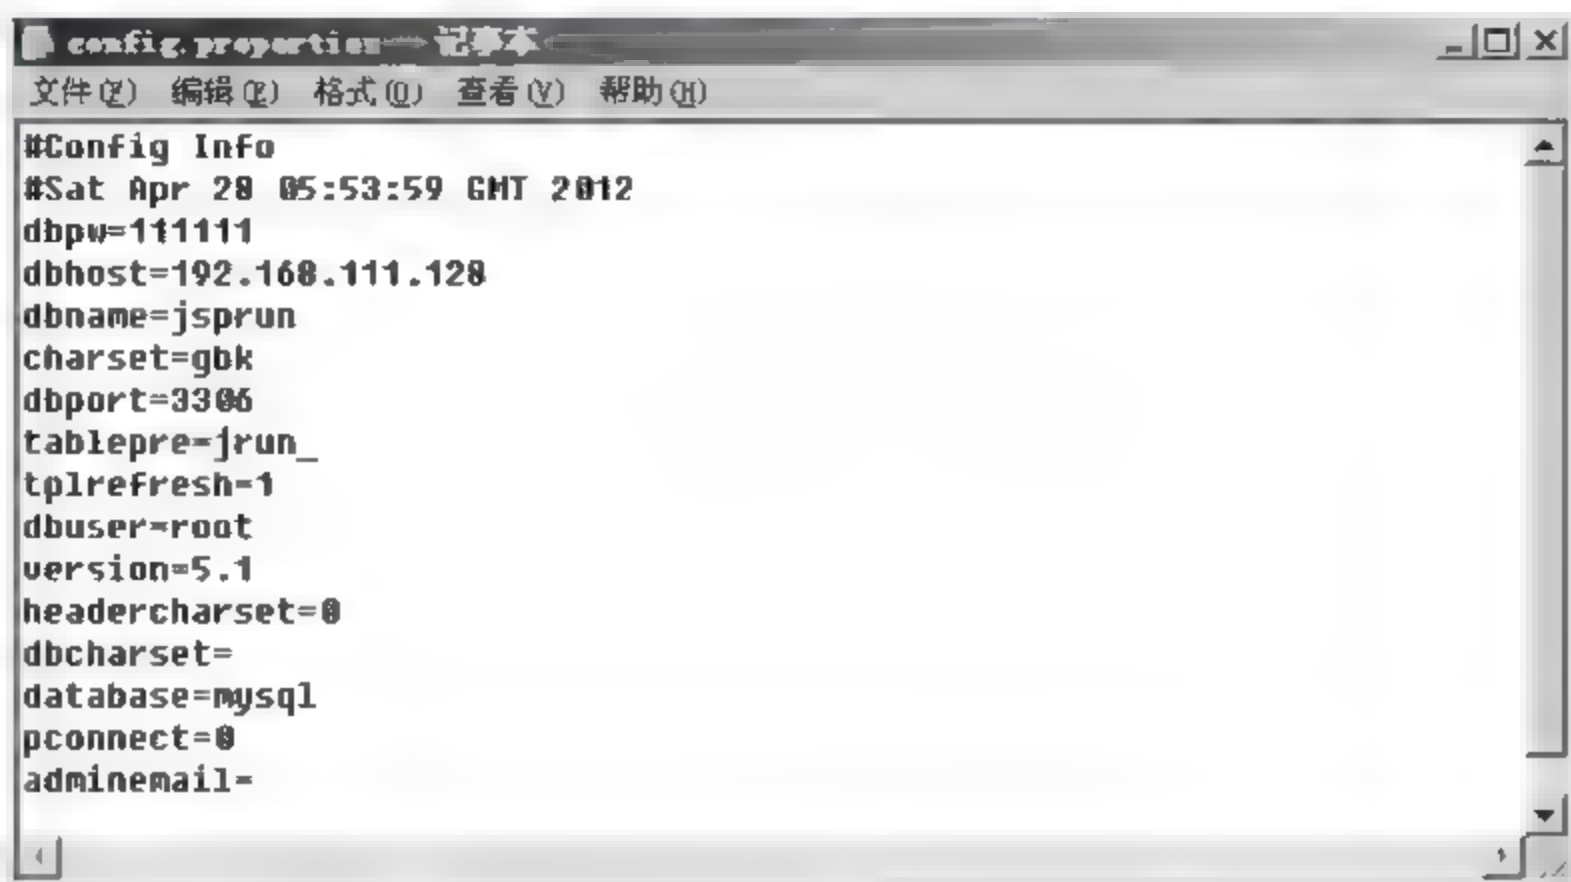 config.properties - 记事本
文件(F) 编辑(E) 格式(O) 查看(V) 帮助(H)
#Config Info
#Sat Apr 28 05:53:59 GMT 2012
dbpw=111111
dbhost=192.168.111.128
dbname=jsprun
charset=gbk
dbport=3306
tablepre=jrun_
tplrefresh=1
dbuser=root
version=5.1
headercharset=0
dbcharset=
database=mysql
pconnect=0
adminemail=